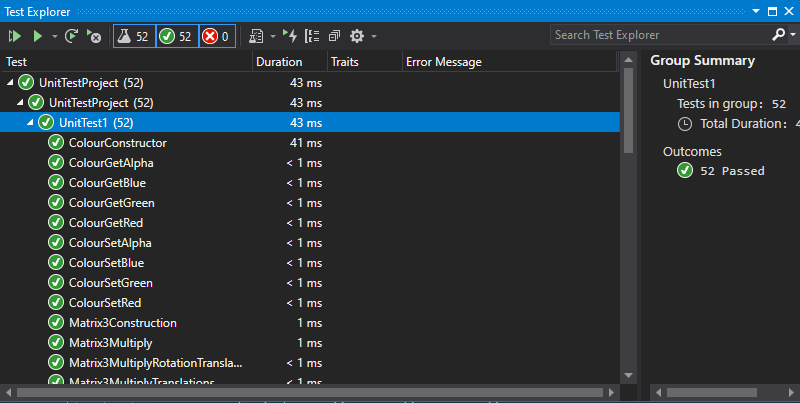 Test Explorer
52 52 0 Search Test Explorer
Test Duration Traits Error Message
UnitTestProject (52) 43 ms
UnitTestProject (52) 43 ms
UnitTest1 (52) 43 ms
ColourConstructor 41 ms
ColourGetAlpha < 1 ms
ColourGetBlue < 1 ms
ColourGetGreen < 1 ms
ColourGetRed < 1 ms
ColourSetAlpha < 1 ms
ColourSetBlue < 1 ms
ColourSetGreen < 1 ms
ColourSetRed < 1 ms
Matrix3Construction 1 ms
Matrix3Multiply 1 ms
Matrix3MultiplyRotationTransla... < 1 ms
Matrix3MultiplyTranslations < 1 ms
Group Summary
UnitTest1
Tests in group: 52
Total Duration: 4
Outcomes
52 Passed